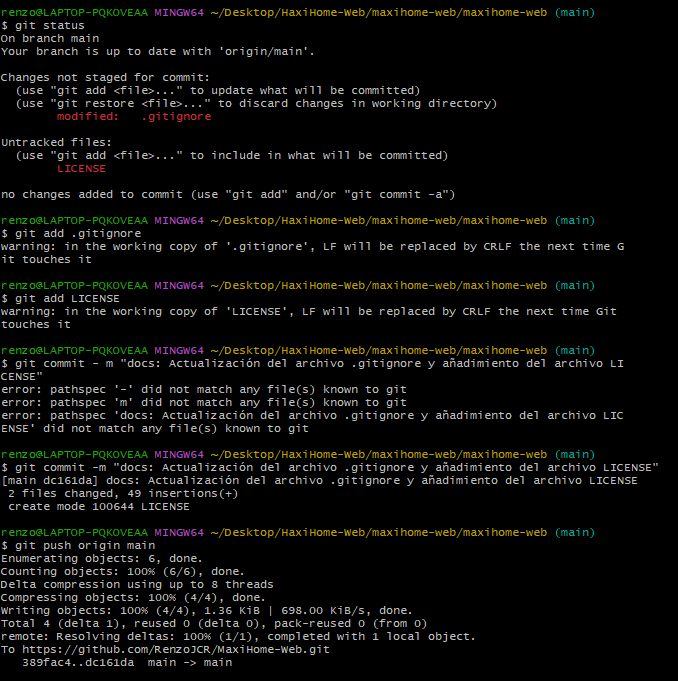 renzo@LAPTOP-PQKOVEAA MINGW64 ~/Desktop/HaxiHome-Web/maxihome-web/maxihome-web (main)
$ git status
On branch main
Your branch is up to date with 'origin/main'.
Changes not staged for commit:
  (use "git add <file>..." to update what will be committed)
  (use "git restore <file>..." to discard changes in working directory)
        modified:   .gitignore
Untracked files:
  (use "git add <file>..." to include in what will be committed)
        LICENSE
no changes added to commit (use "git add" and/or "git commit -a")
renzo@LAPTOP-PQKOVEAA MINGW64 ~/Desktop/HaxiHome-Web/maxihome-web/maxihome-web (main)
$ git add .gitignore
warning: in the working copy of '.gitignore', LF will be replaced by CRLF the next time G
it touches it
renzo@LAPTOP-PQKOVEAA MINGW64 ~/Desktop/HaxiHome-Web/maxihome-web/maxihome-web (main)
$ git add LICENSE
warning: in the working copy of 'LICENSE', LF will be replaced by CRLF the next time Git
touches it
renzo@LAPTOP-PQKOVEAA MINGW64 ~/Desktop/HaxiHome-Web/maxihome-web/maxihome-web (main)
$ git commit - m "docs: Actualización del archivo .gitignore y añadimiento del archivo LI
CENSE"
error: pathspec '-' did not match any file(s) known to git
error: pathspec 'm' did not match any file(s) known to git
error: pathspec 'docs: Actualización del archivo .gitignore y añadimiento del archivo LIC
ENSE' did not match any file(s) known to git
renzo@LAPTOP-PQKOVEAA MINGW64 ~/Desktop/HaxiHome-Web/maxihome-web/maxihome-web (main)
$ git commit -m "docs: Actualización del archivo .gitignore y añadimiento del archivo LICENSE"
[main dc161da] docs: Actualización del archivo .gitignore y añadimiento del archivo LICENSE
 2 files changed, 49 insertions(+)
 create mode 100644 LICENSE
renzo@LAPTOP-PQKOVEAA MINGW64 ~/Desktop/HaxiHome-Web/maxihome-web/maxihome-web (main)
$ git push origin main
Enumerating objects: 6, done.
Counting objects: 100% (6/6), done.
Delta compression using up to 8 threads
Compressing objects: 100% (4/4), done.
Writing objects: 100% (4/4), 1.36 KiB | 698.00 KiB/s, done.
Total 4 (delta 1), reused 0 (delta 0), pack-reused 0 (from 0)
remote: Resolving deltas: 100% (1/1), completed with 1 local object.
To https://github.com/RenzoJCR/MaxiHome-Web.git
   389fac4..dc161da  main -> main